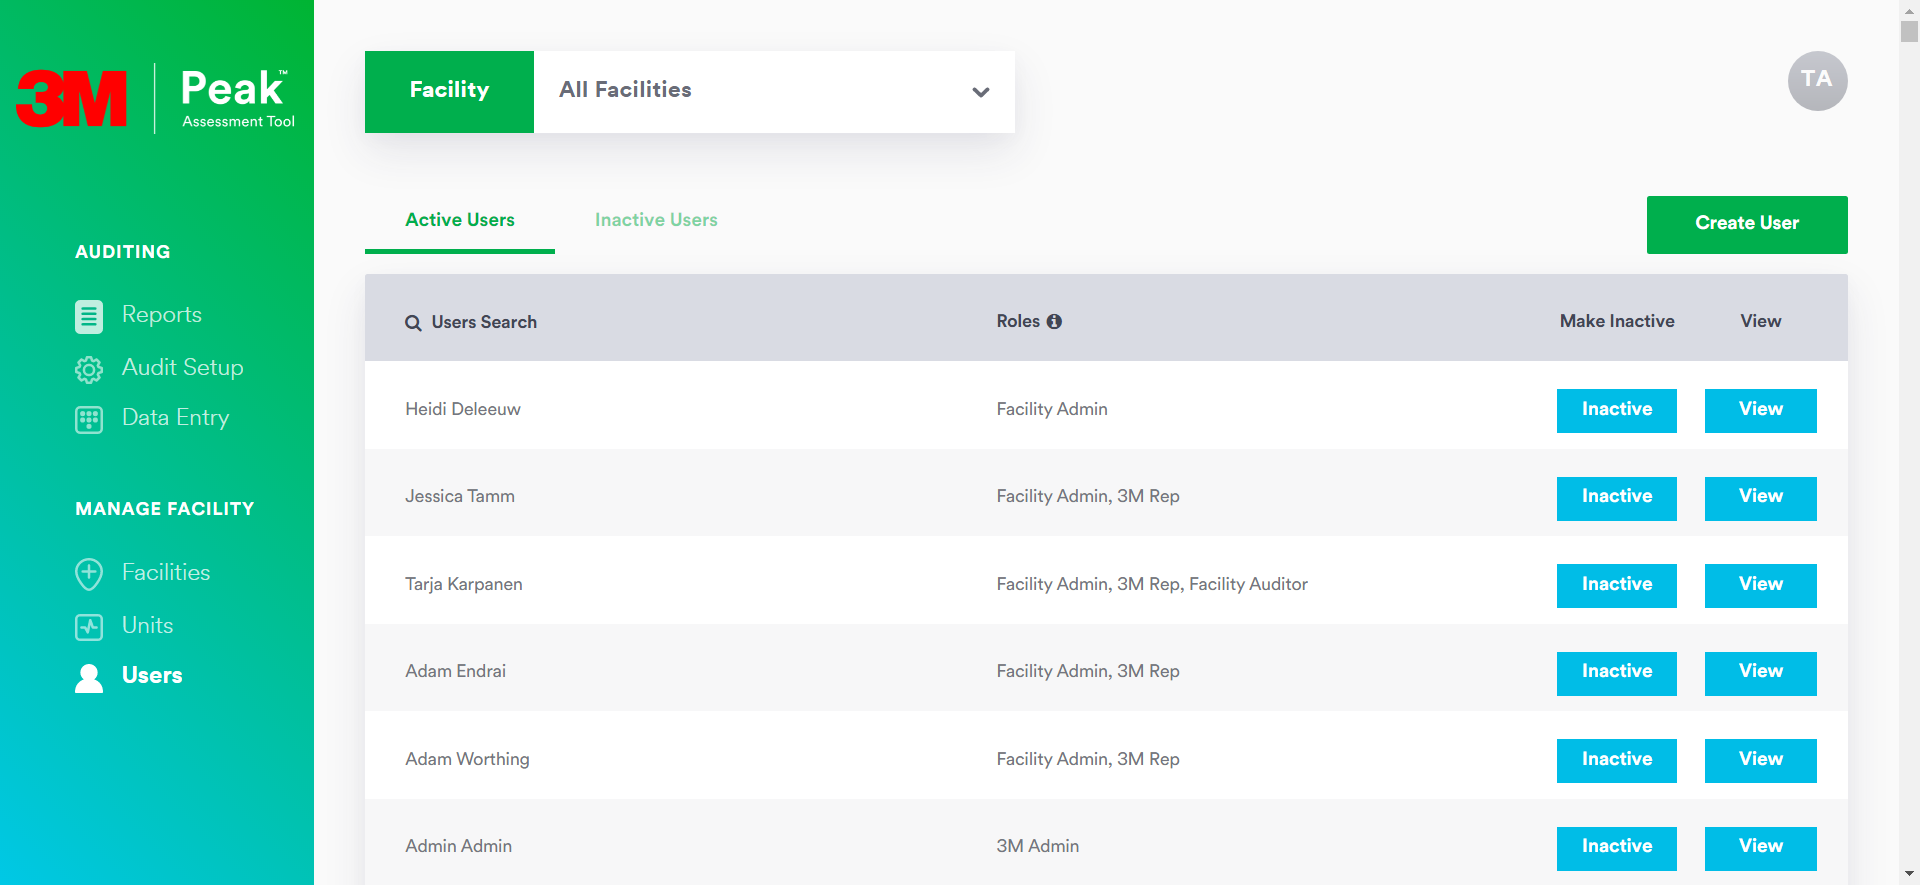 3M
Peak™
Assessment Tool
AUDITING
Reports
Audit Setup
Data Entry
MANAGE FACILITY
Facilities
Units
Users
Facility
All Facilities
TA
Active Users
Inactive Users
Create User
Users Search
Roles
Make Inactive
View
Heidi Deleeuw
Facility Admin
Inactive
View
Jessica Tamm
Facility Admin, 3M Rep
Inactive
View
Tarja Karpanen
Facility Admin, 3M Rep, Facility Auditor
Inactive
View
Adam Endrai
Facility Admin, 3M Rep
Inactive
View
Adam Worthing
Facility Admin, 3M Rep
Inactive
View
Admin Admin
3M Admin
Inactive
View